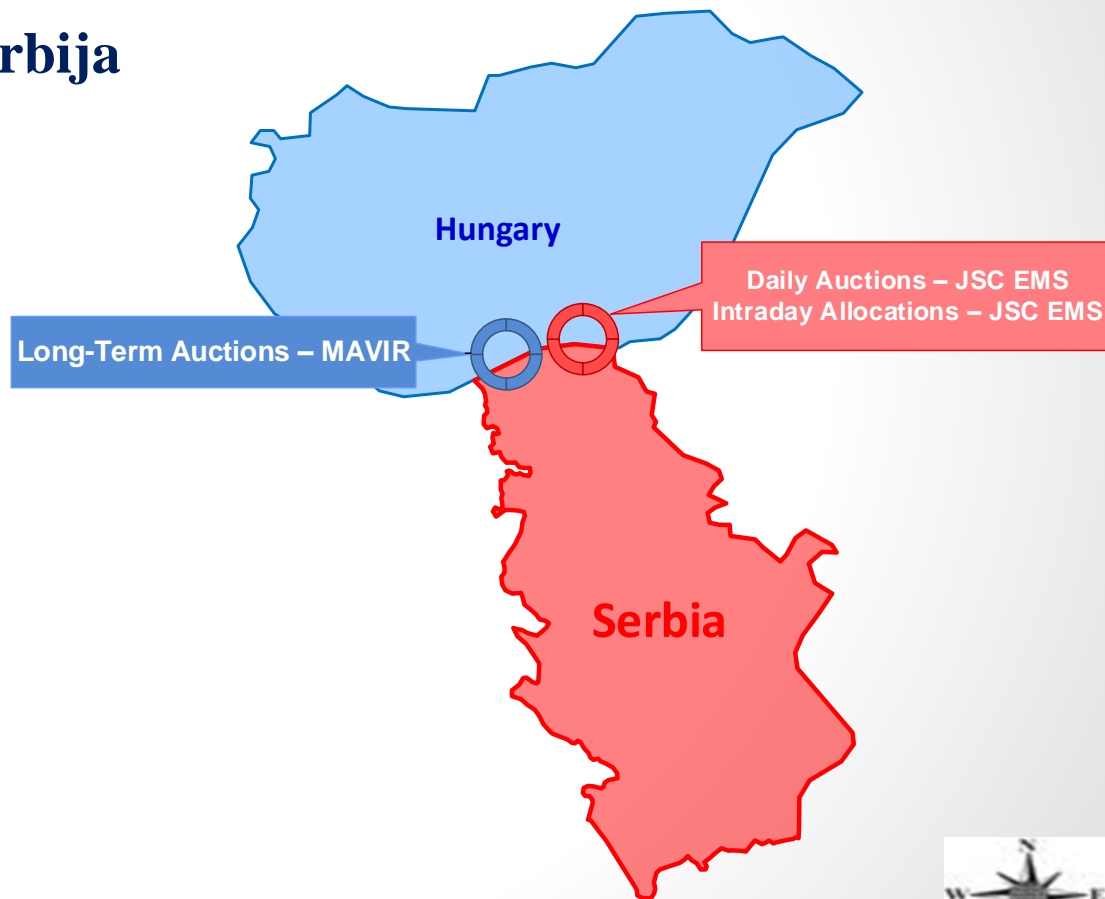 rbija
Hungary
Daily Auctions – JSC EMS
Intraday Allocations – JSC EMS
Long-Term Auctions – MAVIR
Serbia
N
W E